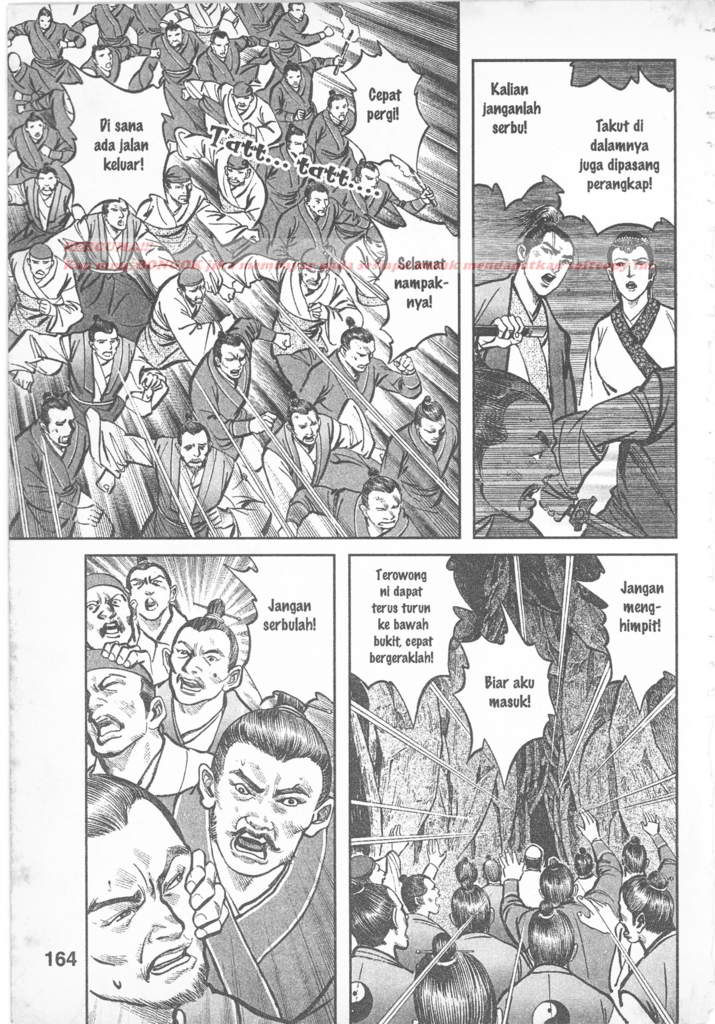 Di sana
ada jalan
keluar!
Cepat
pergi!
Tatt... tatt...
Selamat
nampak-
nya!
Kalian
janganlah
serbu!
Takut di
dalamnya
juga dipasang
perangkap!
Jangan
serbulah!
Terowong
ni dapat
terus turun
ke bawah
bukit, cepat
bergeraklah!
Biar aku
masuk!
Jangan
meng-
himpit!
164